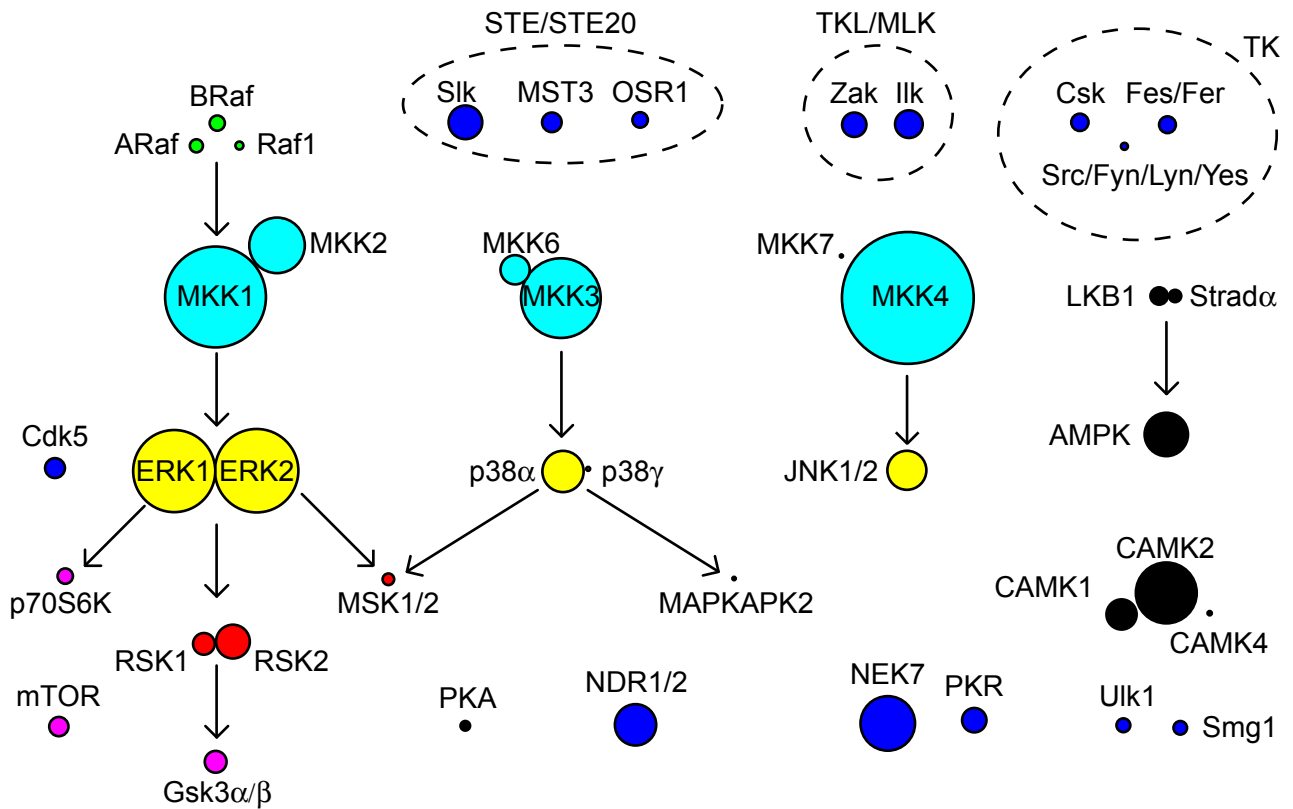 STE/STE20
TKL/MLK
TK
BRaf
ARaf
Raf1
Slk
MST3
OSR1
Zak
Ilk
Csk
Fes/Fer
Src/Fyn/Lyn/Yes
MKK2
MKK1
MKK6
MKK3
MKK7
MKK4
LKB1
Stradα
Cdk5
ERK1
ERK2
p38α
p38γ
JNK1/2
AMPK
p70S6K
MSK1/2
MAPKAPK2
CAMK2
CAMK1
CAMK4
RSK1
RSK2
mTOR
PKA
NDR1/2
NEK7
PKR
Ulk1
Smg1
Gsk3α/β